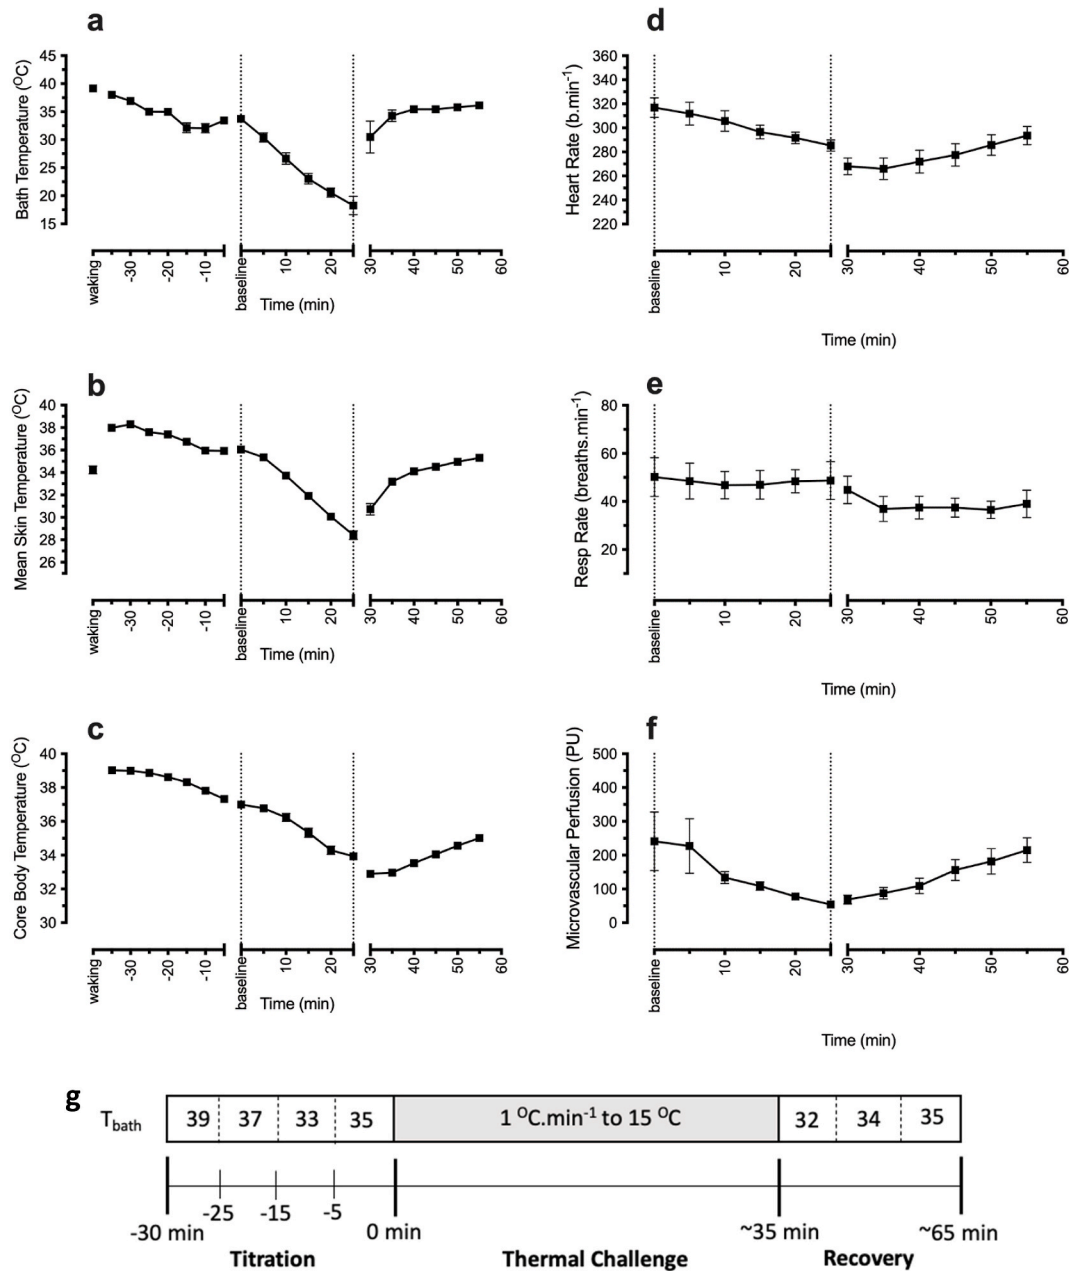 a
Bath Temperature (ᴼC)
45
40
35
30
25
20
15
waking
-30
-20
-10
baseline
10
20
30
40
50
60
Time (min)
d
Heart Rate (b.min⁻¹)
360
340
320
300
280
260
240
220
baseline
10
20
30
40
50
60
Time (min)
b
Mean Skin Temperature (ᴼC)
40
38
36
34
32
30
28
26
waking
-30
-20
-10
baseline
10
20
30
40
50
60
Time (min)
e
Resp Rate (breaths.min⁻¹)
80
60
40
20
baseline
10
20
30
40
50
60
Time (min)
c
Core Body Temperature (ᴼC)
40
38
36
34
32
30
waking
-30
-20
-10
baseline
10
20
30
40
50
60
Time (min)
f
Microvascular Perfusion (PU)
500
400
300
200
100
0
baseline
10
20
30
40
50
60
Time (min)
g
Tbath 39 37 33 35 1 ᴼC.min⁻¹ to 15 ᴼC 32 34 35
-25 -15 -5
-30 min 0 min ~35 min ~65 min
Titration Thermal Challenge Recovery